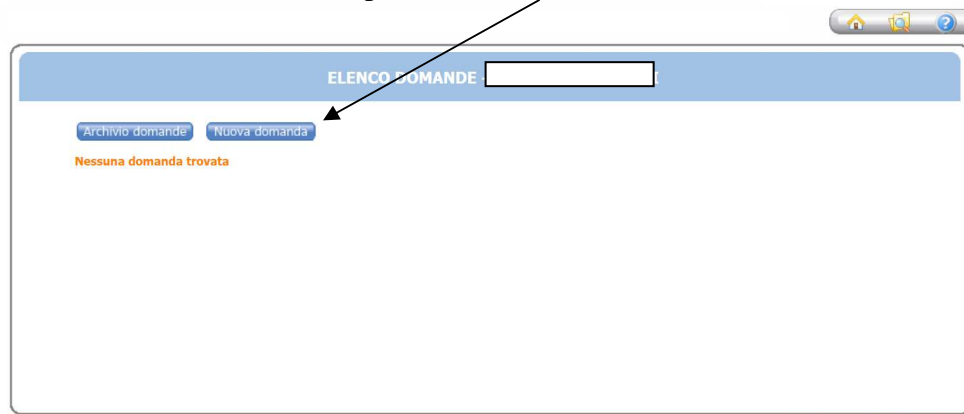 ELENCO DOMANDE -
Archivio domande Nuova domanda
Nessuna domanda trovata